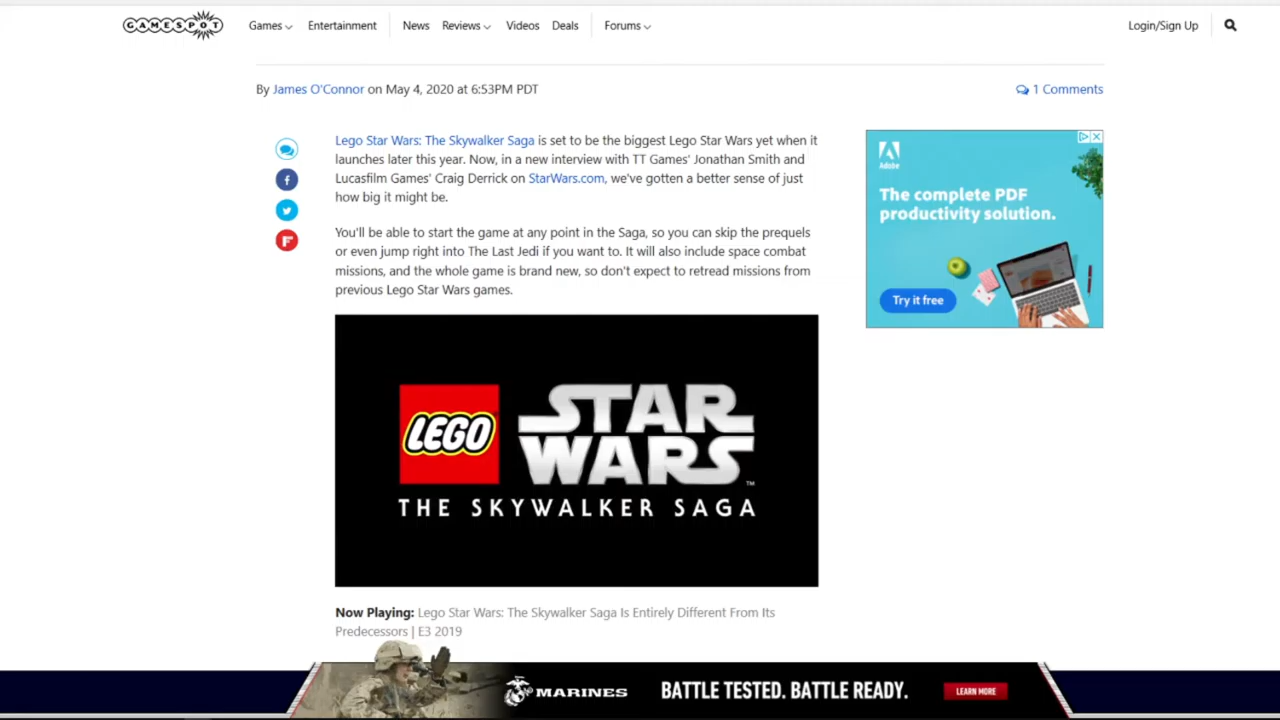 GAMESPOT Games Entertainment News Reviews Videos Deals Forums Login/Sign Up
By James O'Connor on May 4, 2020 at 6:53PM PDT
1 Comments
Lego Star Wars: The Skywalker Saga is set to be the biggest Lego Star Wars yet when it
launches later this year. Now, in a new interview with TT Games' Jonathan Smith and
Lucasfilm Games' Craig Derrick on StarWars.com, we've gotten a better sense of just
how big it might be.
You'll be able to start the game at any point in the Saga, so you can skip the prequels
or even jump right into The Last Jedi if you want to. It will also include space combat
missions, and the whole game is brand new, so don't expect to retread missions from
previous Lego Star Wars games.
Adobe
The complete PDF
productivity solution.
Try it free
LEGO
STAR
WARS™
THE SKYWALKER SAGA
Now Playing: Lego Star Wars: The Skywalker Saga Is Entirely Different From Its
Predecessors | E3 2019
MARINES BATTLE TESTED. BATTLE READY. LEARN MORE